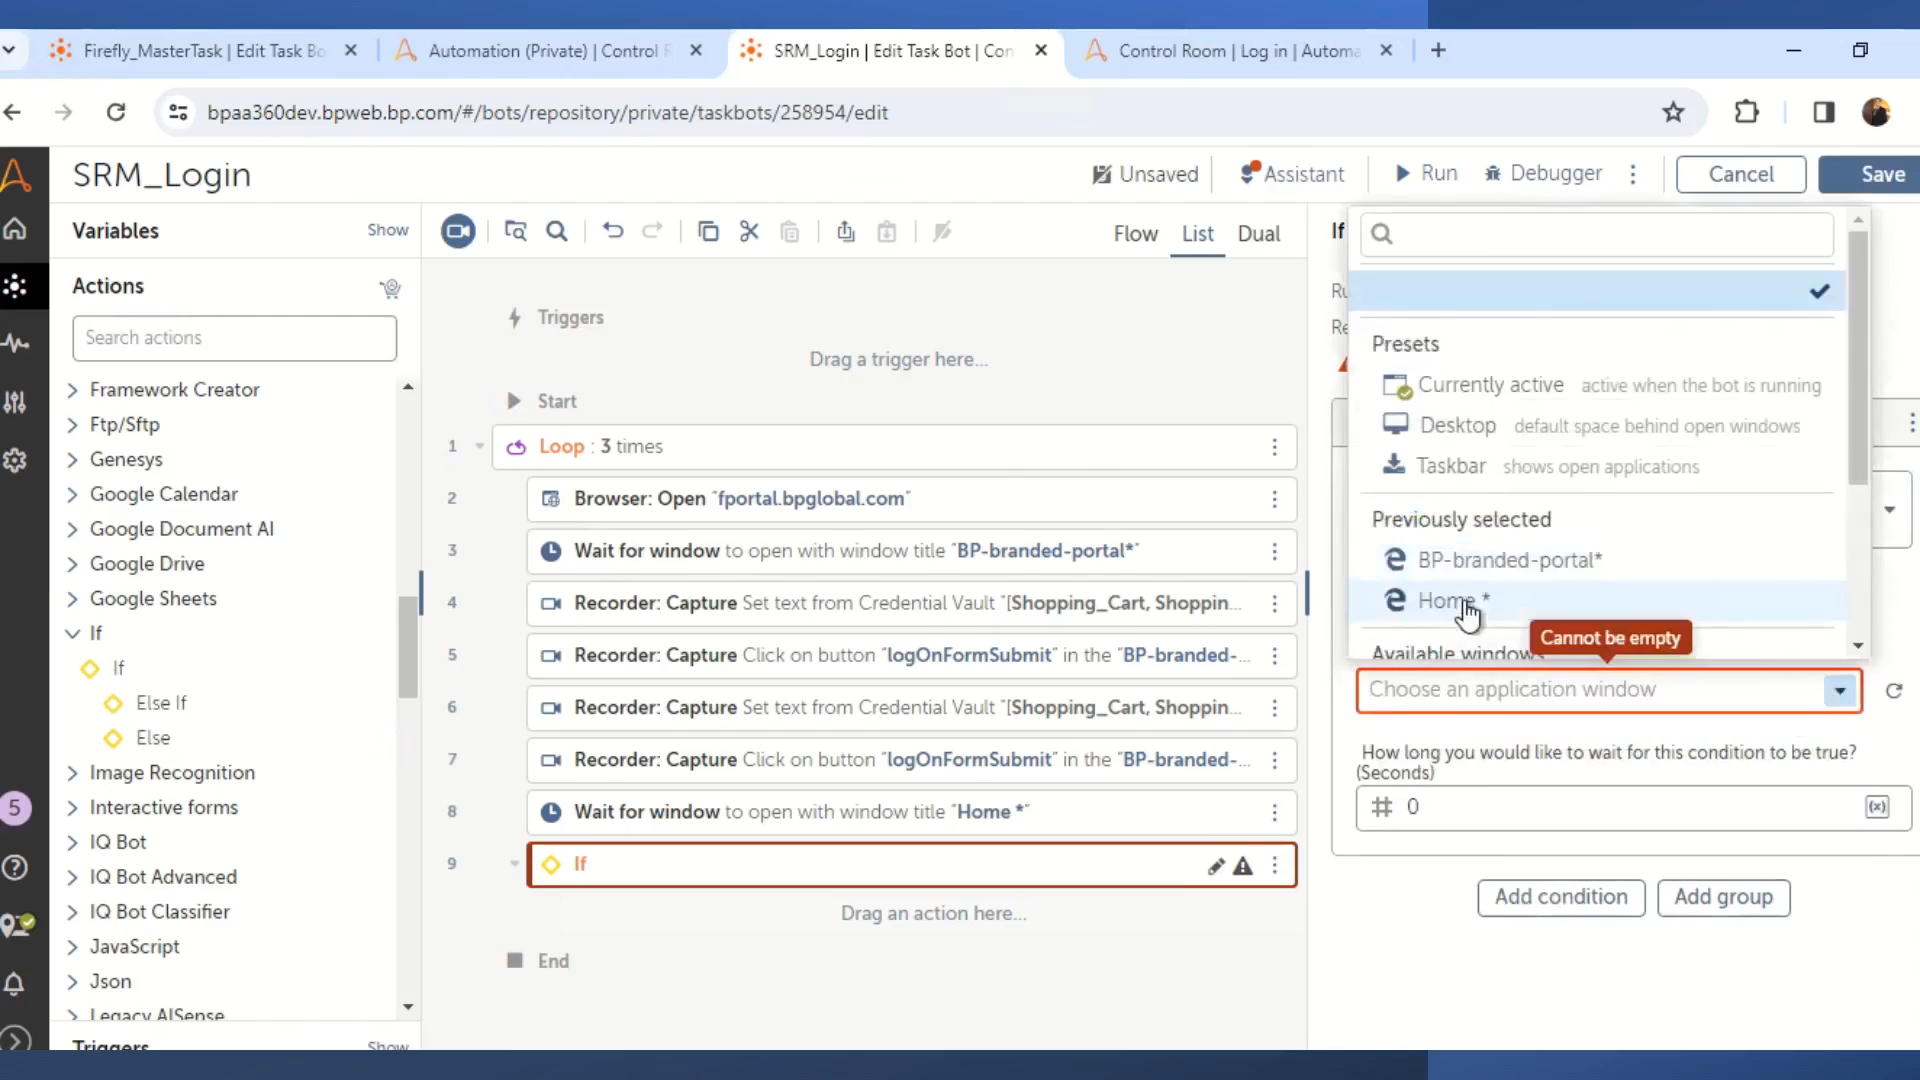 Firefly_MasterTask | Edit Task Bo
Automation (Private) | Control R
SRM_Login | Edit Task Bot | Con
Control Room | Log in | Automa
bpaa360dev.bpweb.bp.com/#/bots/repository/private/taskbots/258954/edit
SRM_Login
Unsaved
Assistant
Run
Debugger
Cancel
Save
Variables
Show
Flow
List
Dual
Actions
Search actions
Framework Creator
Ftp/Sftp
Genesys
Google Calendar
Google Document AI
Google Drive
Google Sheets
If
If
Else If
Else
Image Recognition
Interactive forms
IQ Bot
IQ Bot Advanced
IQ Bot Classifier
JavaScript
Json
Legacy AISense
Triggers
Show
5
Triggers
Drag a trigger here...
Start
1 Loop : 3 times
2 Browser: Open "fportal.bpglobal.com"
3 Wait for window to open with window title "BP-branded-portal*"
4 Recorder: Capture Set text from Credential Vault "[Shopping_Cart, Shoppin...
5 Recorder: Capture Click on button "logOnFormSubmit" in the "BP-branded-...
6 Recorder: Capture Set text from Credential Vault "[Shopping_Cart, Shoppin...
7 Recorder: Capture Click on button "logOnFormSubmit" in the "BP-branded-...
8 Wait for window to open with window title "Home *"
9 If
Drag an action here...
End
If
Ru
Re
Presets
Currently active active when the bot is running
Desktop default space behind open windows
Taskbar shows open applications
Previously selected
BP-branded-portal*
Home *
Available windows
Cannot be empty
Choose an application window
How long you would like to wait for this condition to be true?
(Seconds)
# 0
(x)
Add condition
Add group